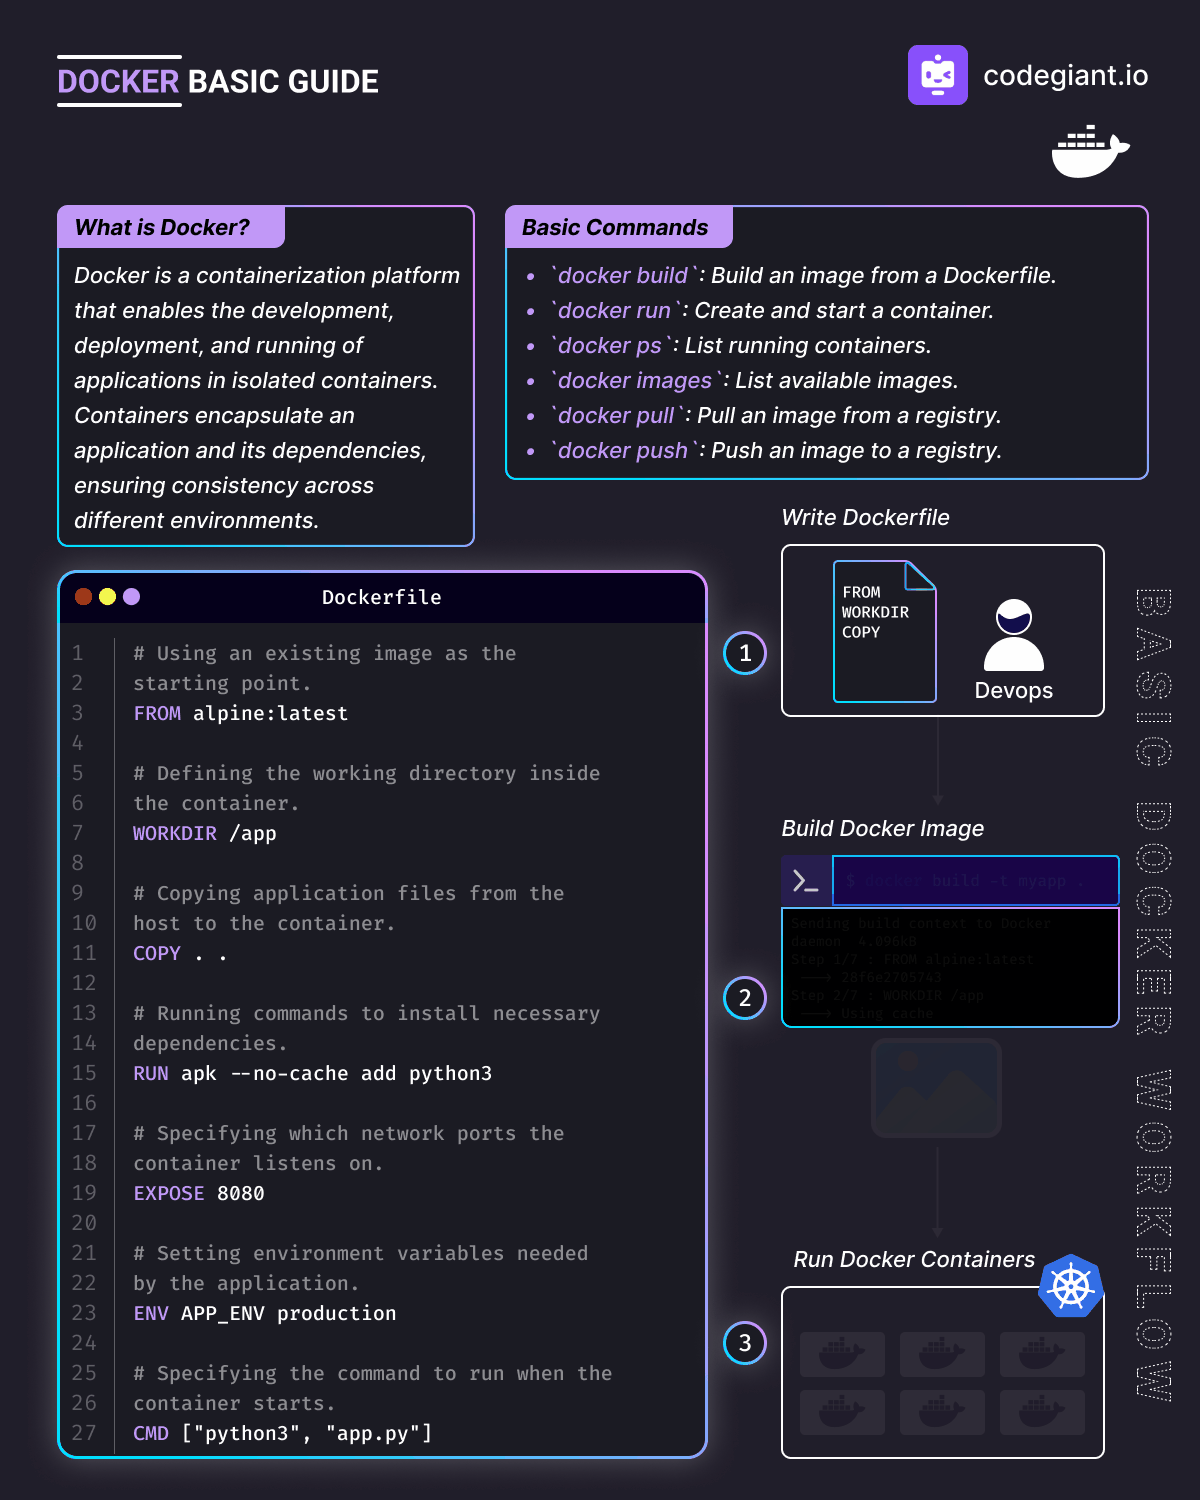 DOCKER BASIC GUIDE
codegiant.io
What is Docker?
Docker is a containerization platform
that enables the development,
deployment, and running of
applications in isolated containers.
Containers encapsulate an
application and its dependencies,
ensuring consistency across
different environments.
Basic Commands
• `docker build`: Build an image from a Dockerfile.
• `docker run`: Create and start a container.
• `docker ps`: List running containers.
• `docker images`: List available images.
• `docker pull`: Pull an image from a registry.
• `docker push`: Push an image to a registry.
Dockerfile
1 # Using an existing image as the
2 starting point.
3 FROM alpine:latest
4
5 # Defining the working directory inside
6 the container.
7 WORKDIR /app
8
9 # Copying application files from the
10 host to the container.
11 COPY . .
12
13 # Running commands to install necessary
14 dependencies.
15 RUN apk --no-cache add python3
16
17 # Specifying which network ports the
18 container listens on.
19 EXPOSE 8080
20
21 # Setting environment variables needed
22 by the application.
23 ENV APP_ENV production
24
25 # Specifying the command to run when the
26 container starts.
27 CMD ["python3", "app.py"]
Write Dockerfile
1
FROM
WORKDIR
COPY
Devops
Build Docker Image
2
$ docker build -t myapp .
Sending build context to Docker
daemon 4.096kB
Step 1/7 : FROM alpine:latest
---> 28f6e2705743
Step 2/7 : WORKDIR /app
---> Using cache
Run Docker Containers
3
BASIC DOCKER WORKFLOW